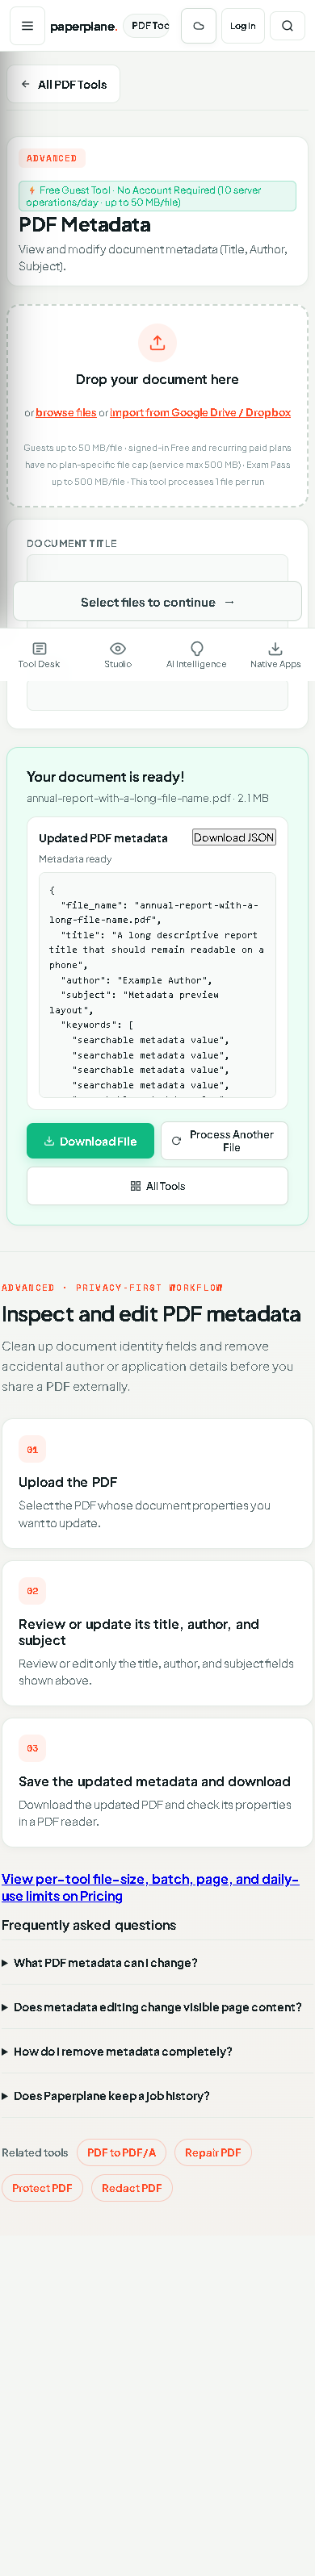 paperplane.
PDF Too
Log In
All PDF Tools
ADVANCED
Free Guest Tool · No Account Required (10 server
operations/day · up to 50 MB/file)
PDF Metadata
View and modify document metadata (Title, Author,
Subject).
Drop your document here
or browse files or import from Google Drive / Dropbox
Guests up to 50 MB/file · signed-in Free and recurring paid plans
have no plan-specific file cap (service max 500 MB) · Exam Pass
up to 500 MB/file · This tool processes 1 file per run
DOCUMENT TITLE
Select files to continue →
Tool Desk
Studio
AI Intelligence
Native Apps
Your document is ready!
annual-report-with-a-long-file-name.pdf · 2.1 MB
Updated PDF metadata
Download JSON
Metadata ready
{
"file_name": "annual-report-with-a-
long-file-name.pdf",
"title": "A long descriptive report
title that should remain readable on a
phone",
"author": "Example Author",
"subject": "Metadata preview
layout",
"keywords": [
"searchable metadata value",
"searchable metadata value",
"searchable metadata value",
"searchable metadata value",
Download File
Process Another
File
All Tools
ADVANCED · PRIVACY-FIRST WORKFLOW
Inspect and edit PDF metadata
Clean up document identity fields and remove
accidental author or application details before you
share a PDF externally.
01
Upload the PDF
Select the PDF whose document properties you
want to update.
02
Review or update its title, author, and
subject
Review or edit only the title, author, and subject fields
shown above.
03
Save the updated metadata and download
Download the updated PDF and check its properties
in a PDF reader.
View per-tool file-size, batch, page, and daily-
use limits on Pricing
Frequently asked questions
What PDF metadata can I change?
Does metadata editing change visible page content?
How do I remove metadata completely?
Does Paperplane keep a job history?
Related tools
PDF to PDF/A
Repair PDF
Protect PDF
Redact PDF